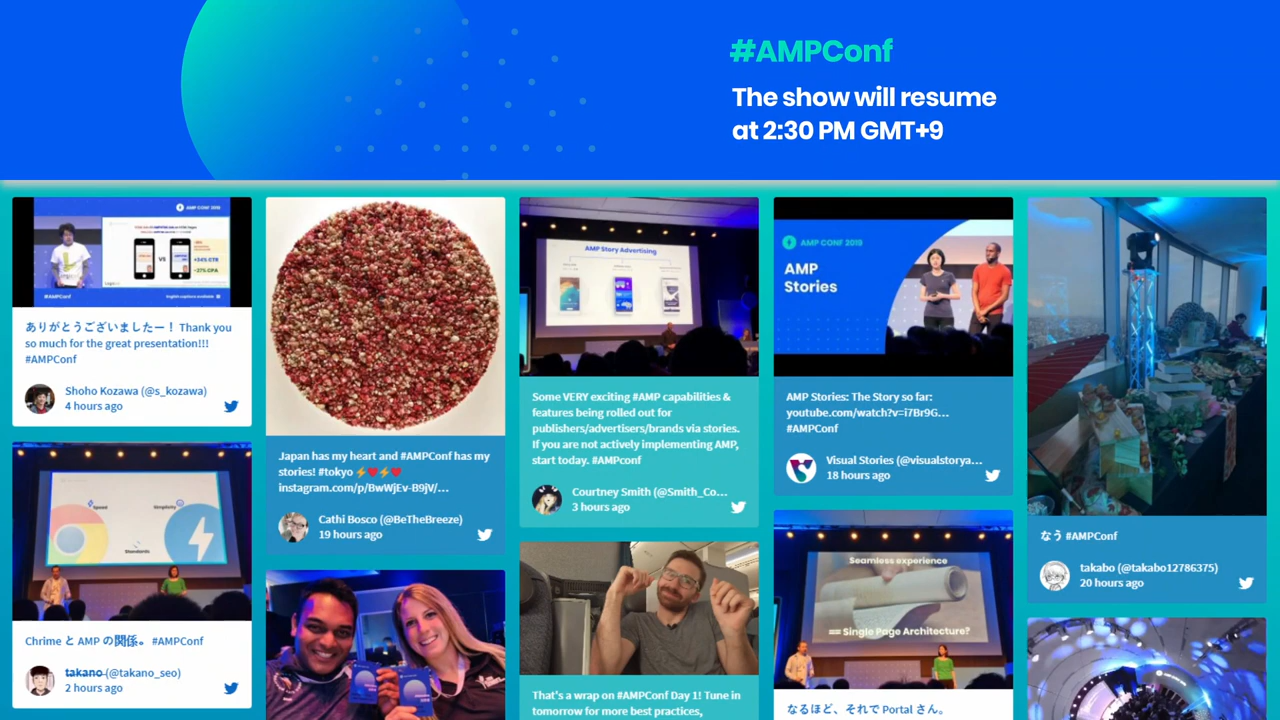 #AMPConf
The show will resume
at 2:30 PM GMT+9
AMP CONF 2019
VS
#AMPConf
English captions available
ありがとうございましたー！ Thank you
so much for the great presentation!!!
#AMPConf
Shoho Kozawa (@s_kozawa)
4 hours ago
Speed
Simplicity
Standards
Chrime と AMP の関係。 #AMPConf
takano (@takano_seo)
2 hours ago
Japan has my heart and #AMPConf has my
stories! #tokyo ⚡❤️⚡❤️
instagram.com/p/BwWjEv-B9jV/…
Cathi Bosco (@BeTheBreeze)
19 hours ago
AMP Story Advertising
Some VERY exciting #AMP capabilities &
features being rolled out for
publishers/advertisers/brands via stories.
If you are not actively implementing AMP,
start today. #AMPconf
Courtney Smith (@Smith_Co…
3 hours ago
That's a wrap on #AMPConf Day 1! Tune in
tomorrow for more best practices,
AMP CONF 2019
AMP
Stories
AMP Stories: The Story so far:
youtube.com/watch?v=i7Br9G…
#AMPConf
Visual Stories (@visualstorya…
18 hours ago
Seamless experience
== Single Page Architecture?
なるほど、それで Portal さん。
なう #AMPConf
takabo (@takabo12786375)
20 hours ago